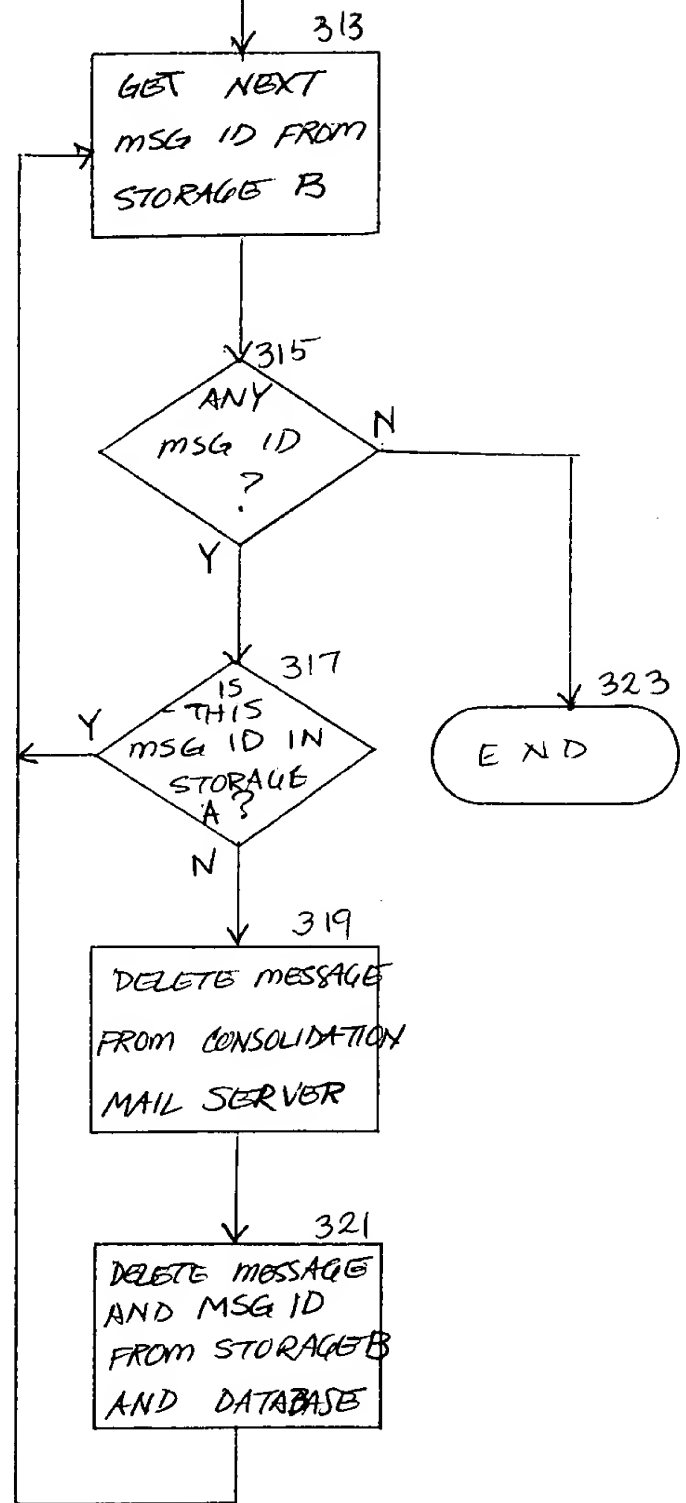 313
GET NEXT
MSG ID FROM
STORAGE B
315
ANY
MSG ID
?
N
Y
317
IS
THIS
MSG ID IN
STORAGE
A?
Y
N
323
END
319
DELETE MESSAGE
FROM CONSOLIDATION
MAIL SERVER
321
DELETE MESSAGE
AND MSG ID
FROM STORAGE B
AND DATABASE